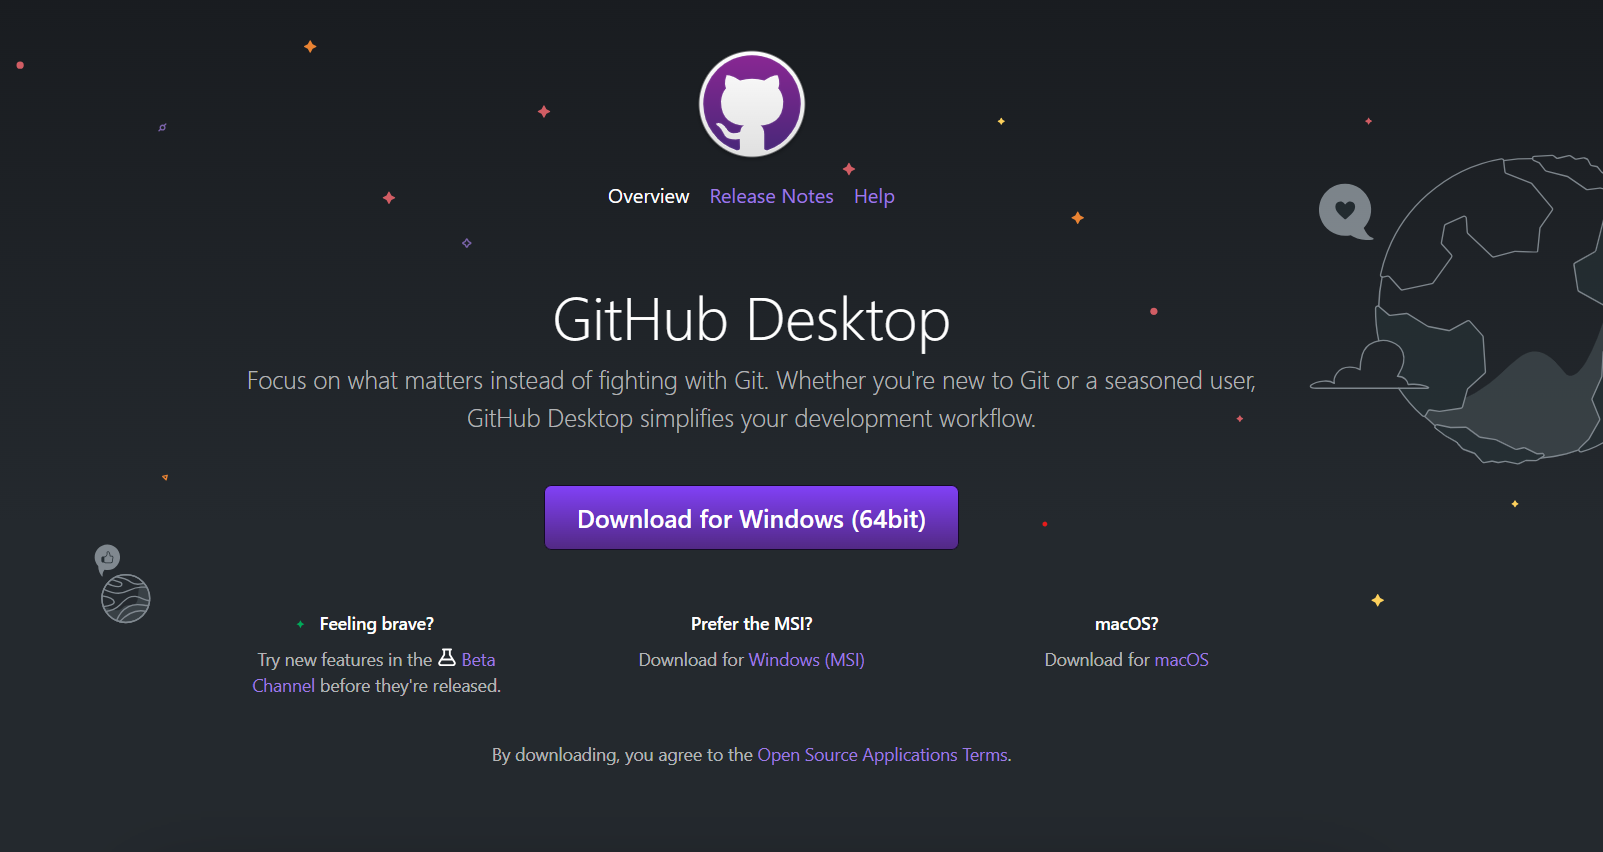 Overview Release Notes Help
GitHub Desktop
Focus on what matters instead of fighting with Git. Whether you're new to Git or a seasoned user,
GitHub Desktop simplifies your development workflow.
Download for Windows (64bit)
Feeling brave?
Try new features in the Beta
Channel before they're released.
Prefer the MSI?
Download for Windows (MSI)
macOS?
Download for macOS
By downloading, you agree to the Open Source Applications Terms.